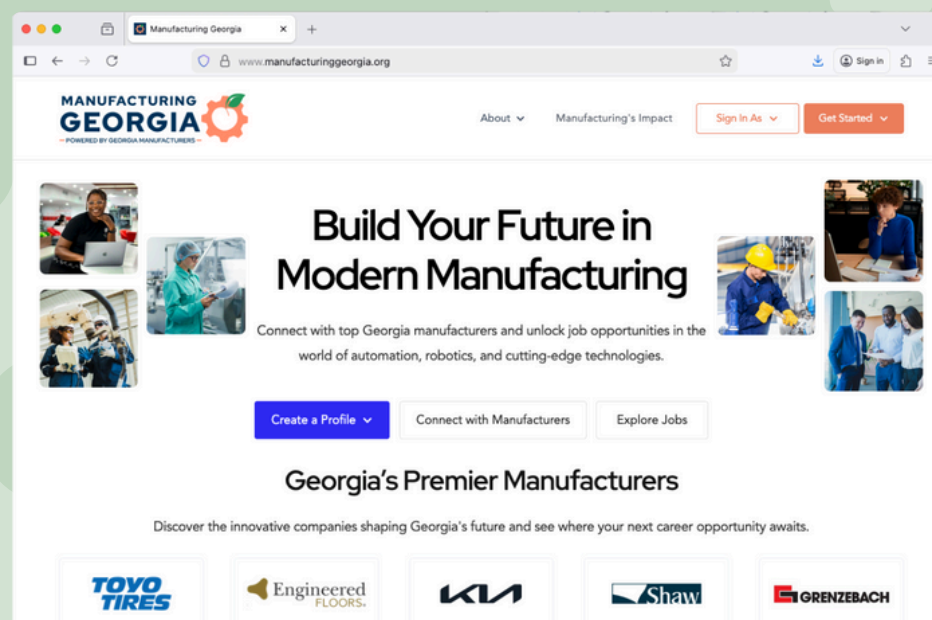 Manufacturing Georgia
www.manufacturinggeorgia.org
Sign in
MANUFACTURING
GEORGIA
POWERED BY GEORGIA MANUFACTURERS
About
Manufacturing's Impact
Sign In As
Get Started
Build Your Future in
Modern Manufacturing
Connect with top Georgia manufacturers and unlock job opportunities in the
world of automation, robotics, and cutting-edge technologies.
Create a Profile
Connect with Manufacturers
Explore Jobs
Georgia’s Premier Manufacturers
Discover the innovative companies shaping Georgia's future and see where your next career opportunity awaits.
TOYO
TIRES
Engineered
FLOORS.
KIA
Shaw
GRENZEBACH